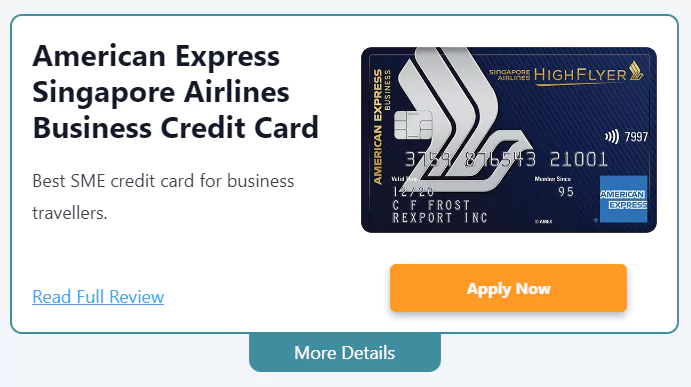 American Express
Singapore Airlines
Business Credit Card
Best SME credit card for business
travellers.
Read Full Review
AMERICAN EXPRESS
BUSINESS
SINGAPORE
AIRLINES
HIGHFLYER
7997
3759 876543 21001
Valid Thru
Member Since
12/20
95
C F FROST
REXPORT INC
© AMEX
®
AMERICAN
EXPRESS
Apply Now
More Details